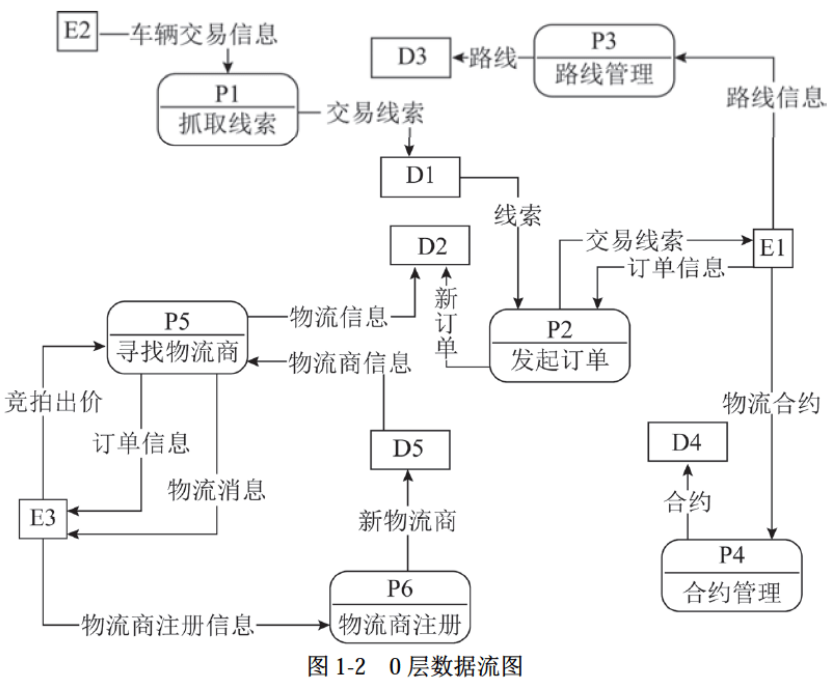 E2
车辆交易信息
P1
抓取线索
交易线索
D3
路线
P3
路线管理
路线信息
D1
线索
D2
交易线索
E1
订单信息
新订单
P2
发起订单
P5
寻找物流商
物流信息
物流商信息
竞拍出价
订单信息
物流消息
E3
D5
新物流商
物流合约
D4
合约
P4
合约管理
P6
物流商注册
物流商注册信息
图 1-2 0 层数据流图